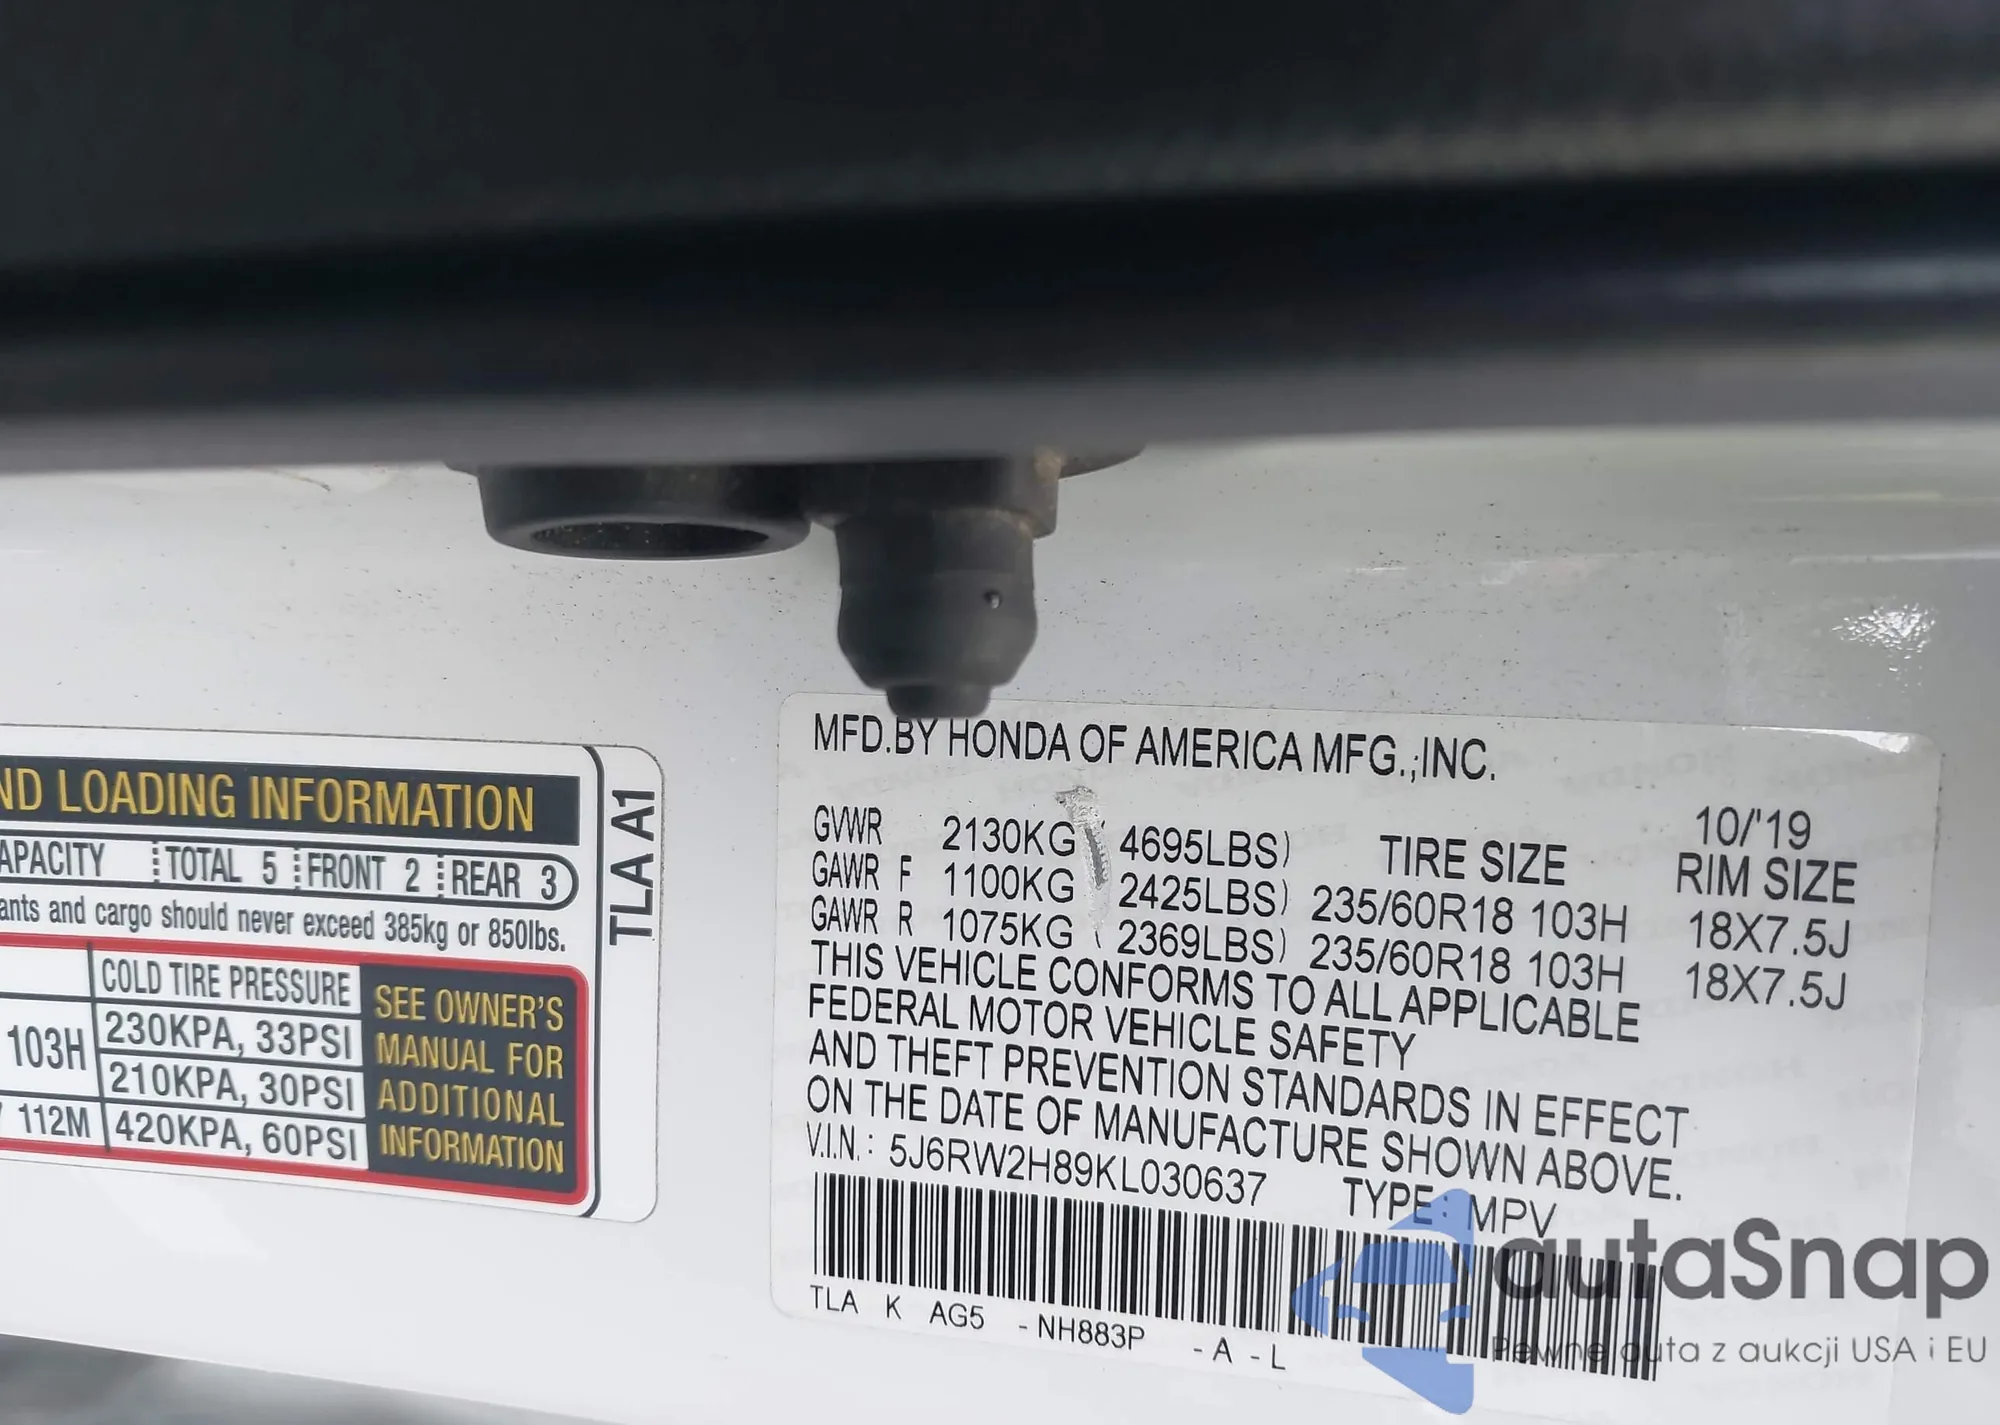 ND LOADING INFORMATION
APACITY TOTAL 5 FRONT 2 REAR 3
ants and cargo should never exceed 385kg or 850lbs.
COLD TIRE PRESSURE
103H
230KPA, 33PSI
210KPA, 30PSI
112M
420KPA, 60PSI
SEE OWNER'S
MANUAL FOR
ADDITIONAL
INFORMATION
TLA A1
MFD.BY HONDA OF AMERICA MFG.,INC.
10/'19
GVWR 2130KG ( 4695LBS) TIRE SIZE RIM SIZE
GAWR F 1100KG ( 2425LBS) 235/60R18 103H 18X7.5J
GAWR R 1075KG ( 2369LBS) 235/60R18 103H 18X7.5J
THIS VEHICLE CONFORMS TO ALL APPLICABLE
FEDERAL MOTOR VEHICLE SAFETY
AND THEFT PREVENTION STANDARDS IN EFFECT
ON THE DATE OF MANUFACTURE SHOWN ABOVE.
V.I.N.: 5J6RW2H89KL030637 TYPE: MPV
TLA K AG5 -NH883P -A -L
autaSnap
Pewne auta z aukcji USA i EU